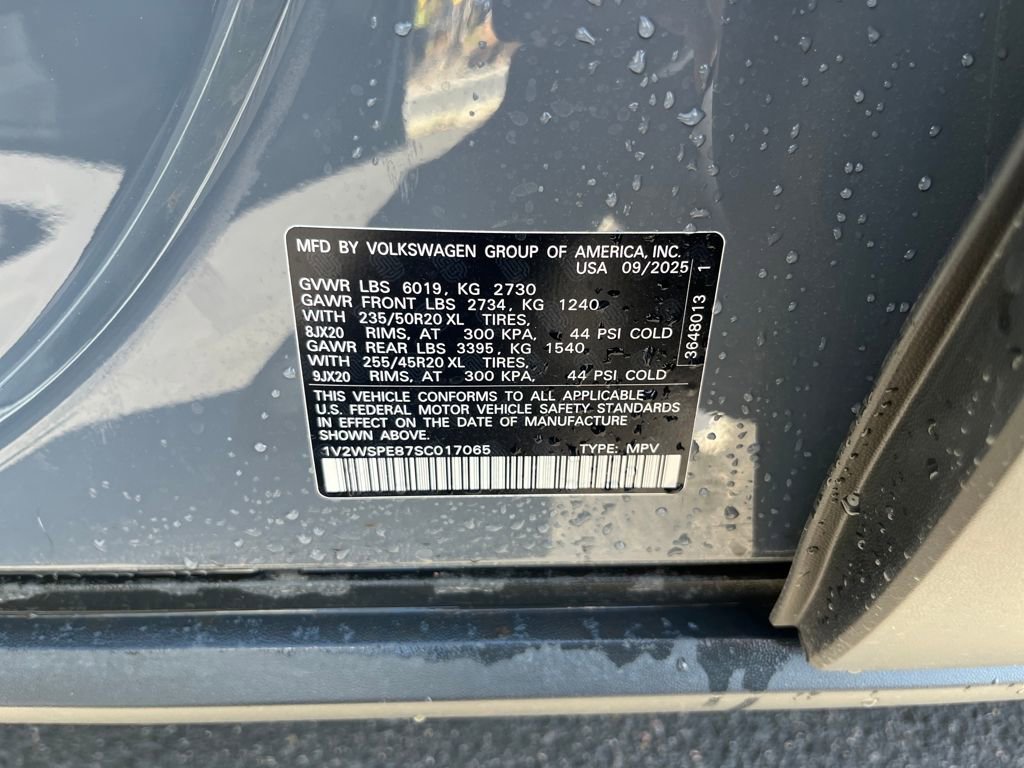 MFD BY VOLKSWAGEN GROUP OF AMERICA, INC.
USA 09/2025
GVWR LBS 6019, KG 2730
GAWR FRONT LBS 2734, KG 1240
WITH 235/50R20 XL TIRES,
8JX20 RIMS, AT 300 KPA, 44 PSI COLD
GAWR REAR LBS 3395, KG 1540
WITH 255/45R20 XL TIRES,
9JX20 RIMS, AT 300 KPA, 44 PSI COLD
3648013 1
THIS VEHICLE CONFORMS TO ALL APPLICABLE
U.S. FEDERAL MOTOR VEHICLE SAFETY STANDARDS
IN EFFECT ON THE DATE OF MANUFACTURE
SHOWN ABOVE.
1V2WSPE87SC017065 TYPE: MPV